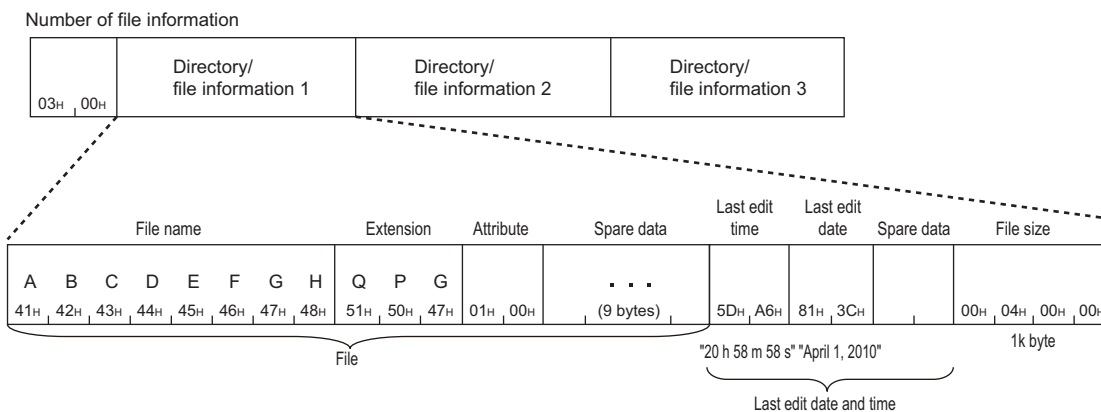 Number of file information
Directory/ Directory/ Directory/
file information 1 file information 2 file information 3
03H 00H
Last edit Last edit
File name Extension Attribute Spare data time date Spare data File size
A B C D E F G H Q P G . . .
41H 42H 43H 44H 45H 46H 47H 48H 51H 50H 47H 01H 00H (9 bytes) 5DH A6H 81H 3CH 00H 04H 00H 00H
File "20 h 58 m 58 s" "April 1, 2010" 1k byte
Last edit date and time